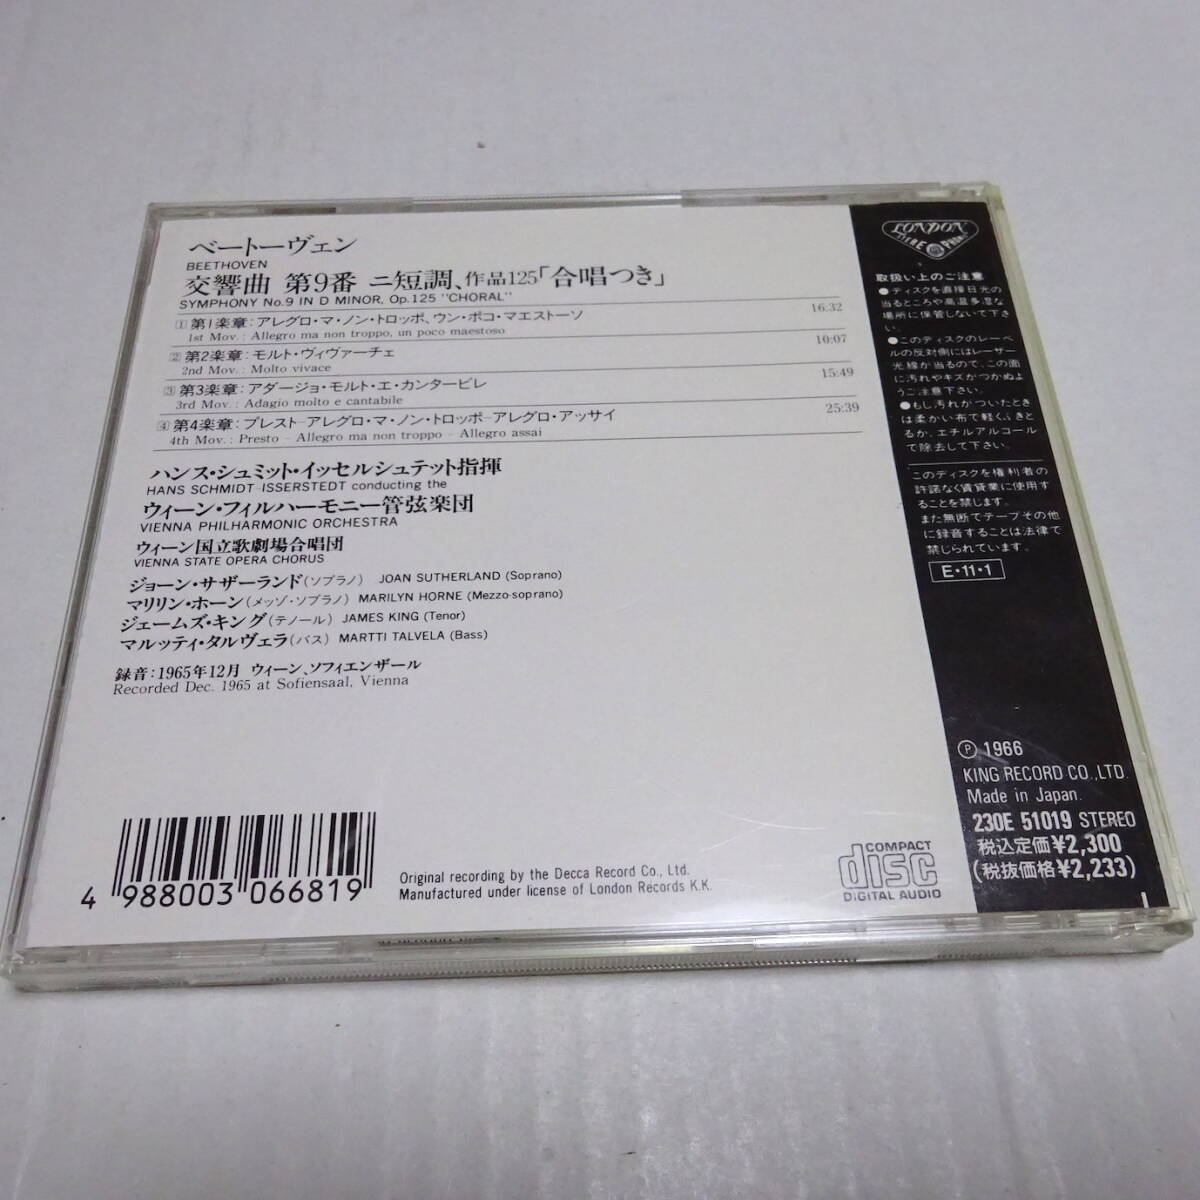 ベートーヴェン
BEETHOVEN
交響曲 第9番 ニ短調、作品125「合唱つき」
SYMPHONY No.9 IN D MINOR, Op.125 "CHORAL"
1 第1楽章：アレグロ・マ・ノン・トロッポ、ウン・ポコ・マエストーソ 16:32
1st Mov.: Allegro ma non troppo, un poco maestoso
2 第2楽章：モルト・ヴィヴァーチェ 10:07
2nd Mov.: Molto vivace
3 第3楽章：アダージョ・モルト・エ・カンタービレ 15:49
3rd Mov.: Adagio molto e cantabile
4 第4楽章：プレスト–アレグロ・マ・ノン・トロッポ–アレグロ・アッサイ 25:39
4th Mov.: Presto – Allegro ma non troppo – Allegro assai
ハンス・シュミット・イッセルシュテット指揮
HANS SCHMIDT-ISSERSTEDT conducting the
ウィーン・フィルハーモニー管弦楽団
VIENNA PHILHARMONIC ORCHESTRA
ウィーン国立歌劇場合唱団
VIENNA STATE OPERA CHORUS
ジョーン・サザーランド（ソプラノ） JOAN SUTHERLAND (Soprano)
マリリン・ホーン（メッゾ・ソプラノ） MARILYN HORNE (Mezzo-soprano)
ジェームズ・キング（テノール） JAMES KING (Tenor)
マルッティ・タルヴェラ（バス） MARTTI TALVELA (Bass)
録音：1965年12月 ウィーン、ソフィエンザール
Recorded Dec. 1965 at Sofiensaal, Vienna
4 988003 066819
Original recording by the Decca Record Co., Ltd.
Manufactured under license of London Records K.K.
COMPACT
disc
DIGITAL AUDIO
LONDON
取扱い上のご注意
●ディスクを直接日光の
当るところや高温多湿な
場所に保管しないで下さ
い。
●このディスクのレーベ
ルの反対側にはレーザー
光線が当るので、この面
に汚れやキズがつかぬよ
うご注意下さい。
●もし汚れがついたとき
は柔かい布で軽くふきと
るか、エチルアルコール
で除去して下さい。
このディスクを権利者の
許諾なく賃貸業に使用す
ることを禁じます。
また無断でテープその他
に録音することは法律で
禁じられています。
E・11・1
Ⓟ 1966
KING RECORD CO.,LTD.
Made in Japan.
230E 51019 STEREO
税込定価¥2,300
(税抜価格¥2,233)